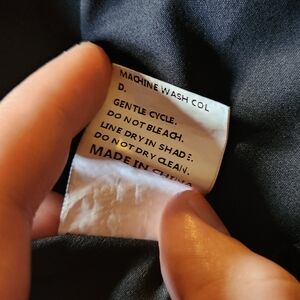 MACHINE WASH COL
D.
GENTLE CYCLE.
DO NOT BLEACH.
LINE DRY IN SHADE.
DO NOT DRY CLEAN.
MADE IN CHINA